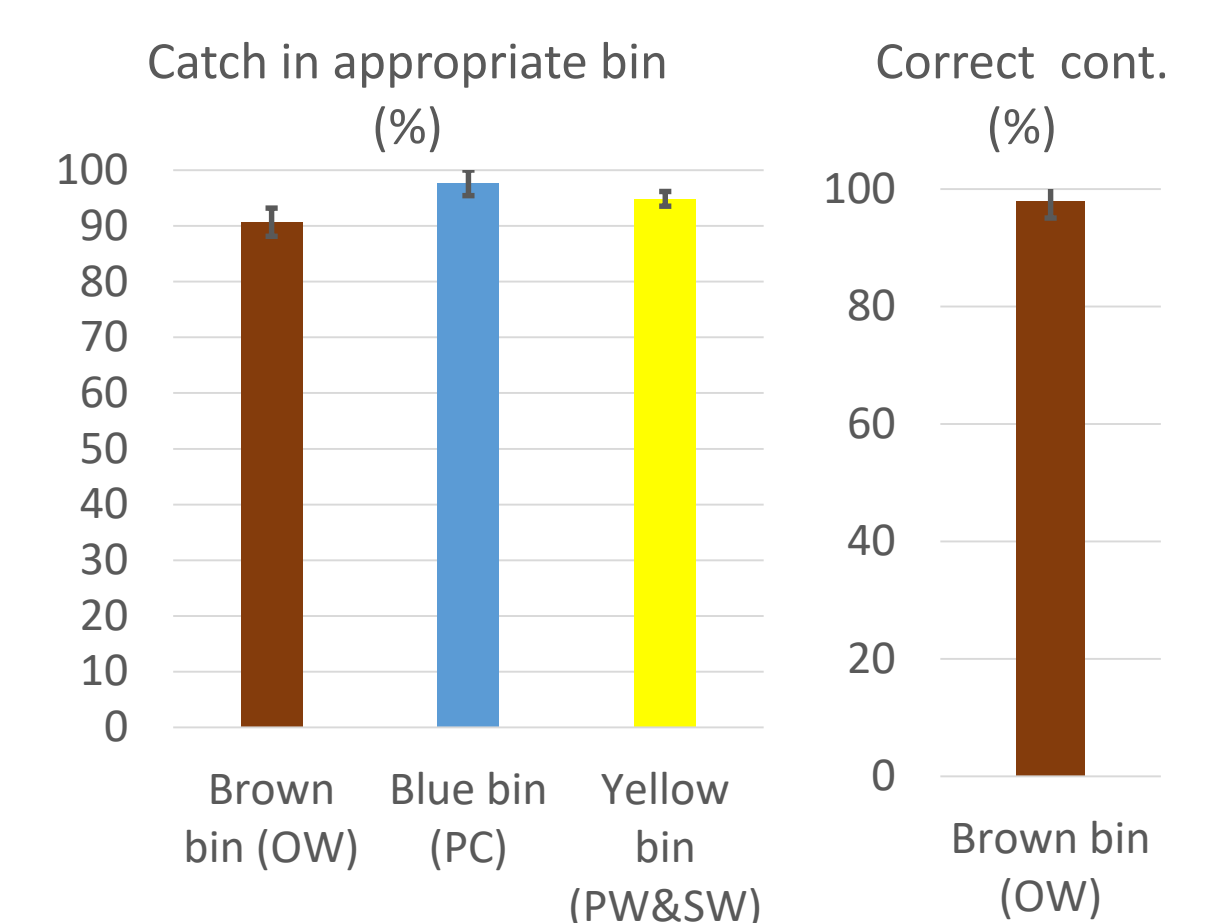 Catch in appropriate bin
(%)
100
90
80
70
60
50
40
30
20
10
0
Brown
bin (OW)
Blue bin
(PC)
Yellow
bin
(PW&SW)
Correct cont.
(%)
100
80
60
40
20
0
Brown bin
(OW)